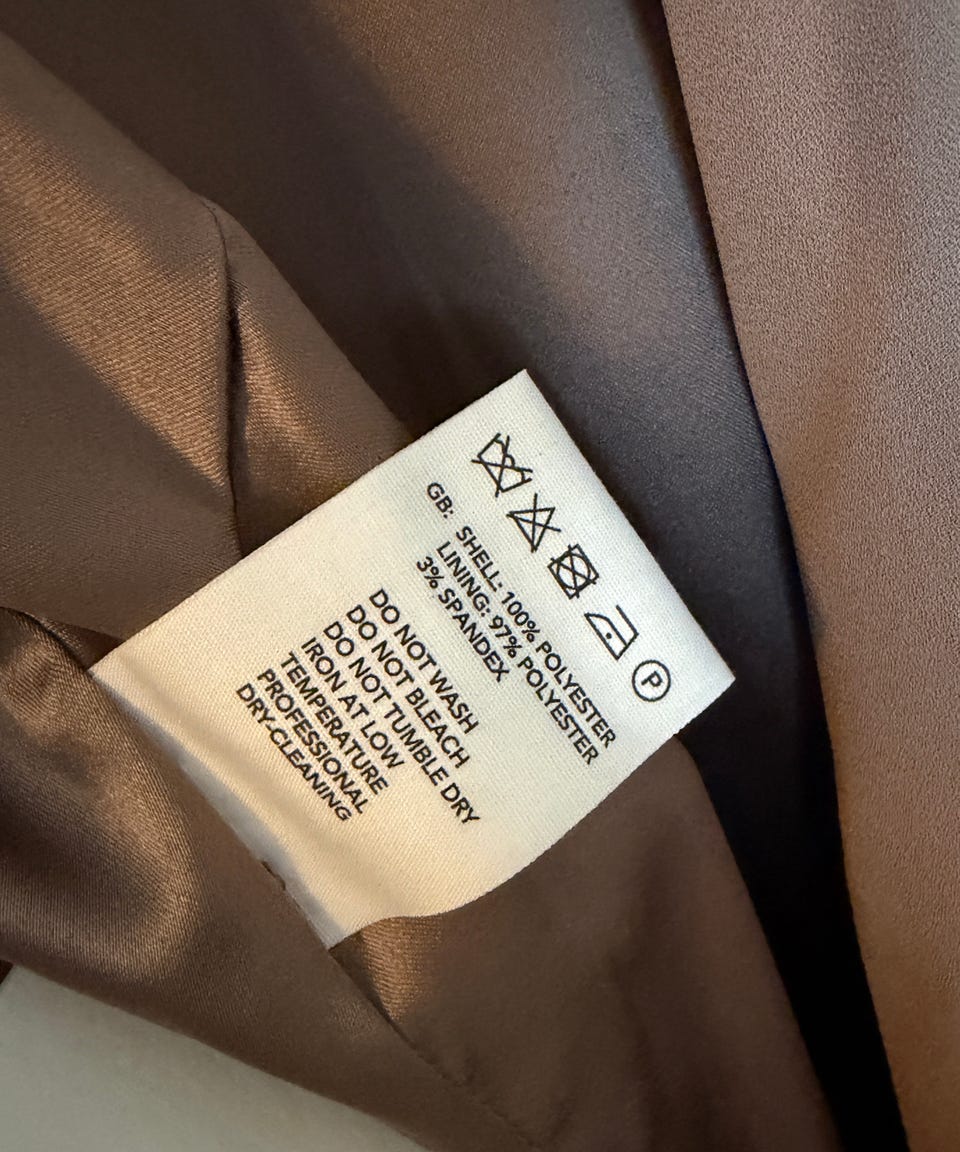 P
GB: SHELL: 100% POLYESTER
LINING: 97% POLYESTER
3% SPANDEX
DO NOT WASH
DO NOT BLEACH
DO NOT TUMBLE DRY
IRON AT LOW
TEMPERATURE
PROFESSIONAL
DRY-CLEANING